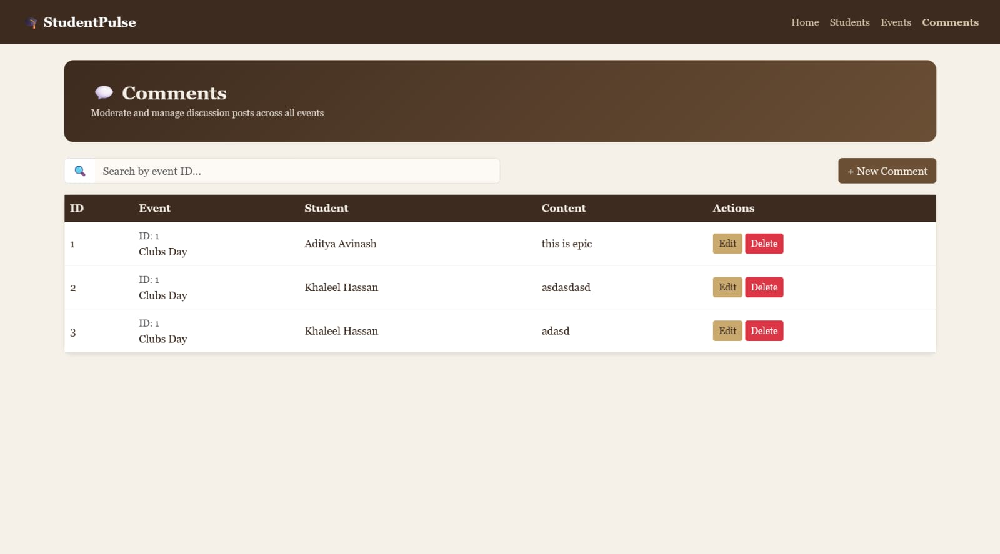 StudentPulse
Home Students Events Comments
Comments
Moderate and manage discussion posts across all events
Search by event ID...
+ New Comment
ID Event Student Content Actions
1 ID: 1 Clubs Day Aditya Avinash this is epic Edit Delete
2 ID: 1 Clubs Day Khaleel Hassan asdasdasd Edit Delete
3 ID: 1 Clubs Day Khaleel Hassan adasd Edit Delete